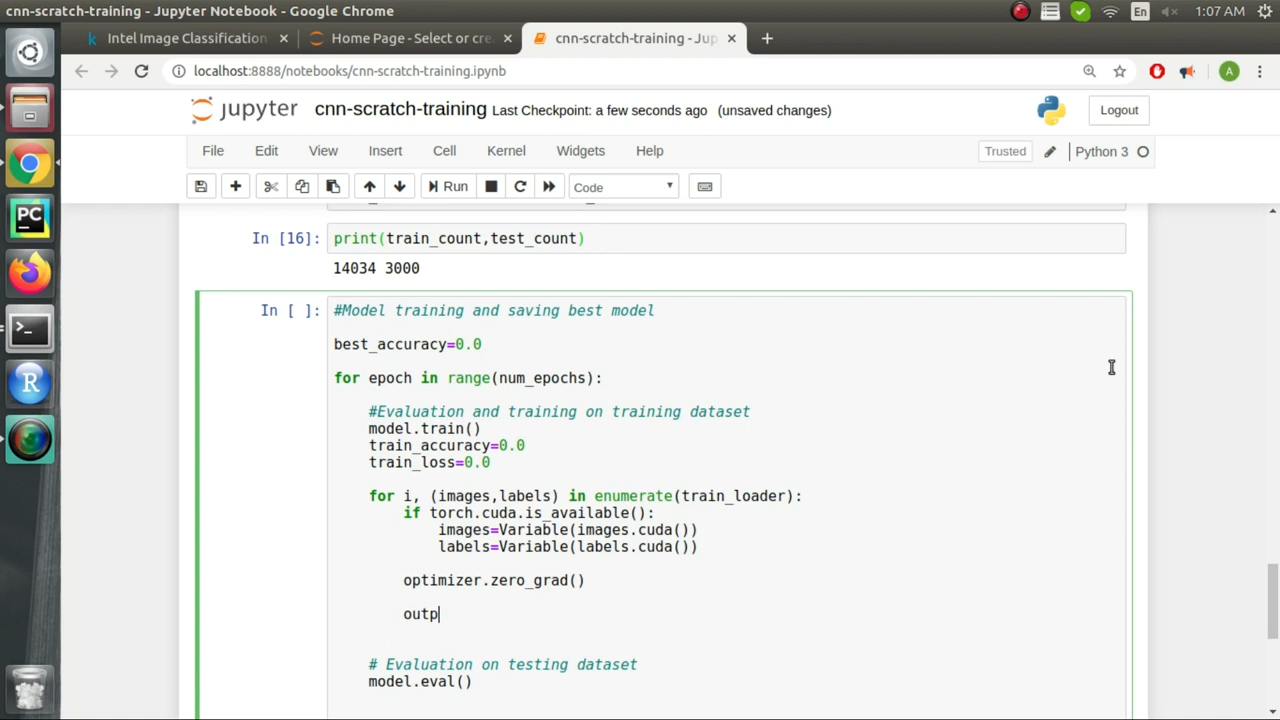 cnn-scratch-training - Jupyter Notebook - Google Chrome
En
1:07 AM
k Intel Image Classification
Home Page - Select or cre
cnn-scratch-training - Jup
localhost:8888/notebooks/cnn-scratch-training.ipynb
A
jupyter cnn-scratch-training Last Checkpoint: a few seconds ago (unsaved changes)
Logout
File Edit View Insert Cell Kernel Widgets Help
Trusted
Python 3
Run
Code
PC
R
In [16]: print(train_count,test_count)
14034 3000
In [ ]: #Model training and saving best model
best_accuracy=0.0
for epoch in range(num_epochs):
#Evaluation and training on training dataset
model.train()
train_accuracy=0.0
train_loss=0.0
for i, (images,labels) in enumerate(train_loader):
if torch.cuda.is_available():
images=Variable(images.cuda())
labels=Variable(labels.cuda())
optimizer.zero_grad()
outp
# Evaluation on testing dataset
model.eval()